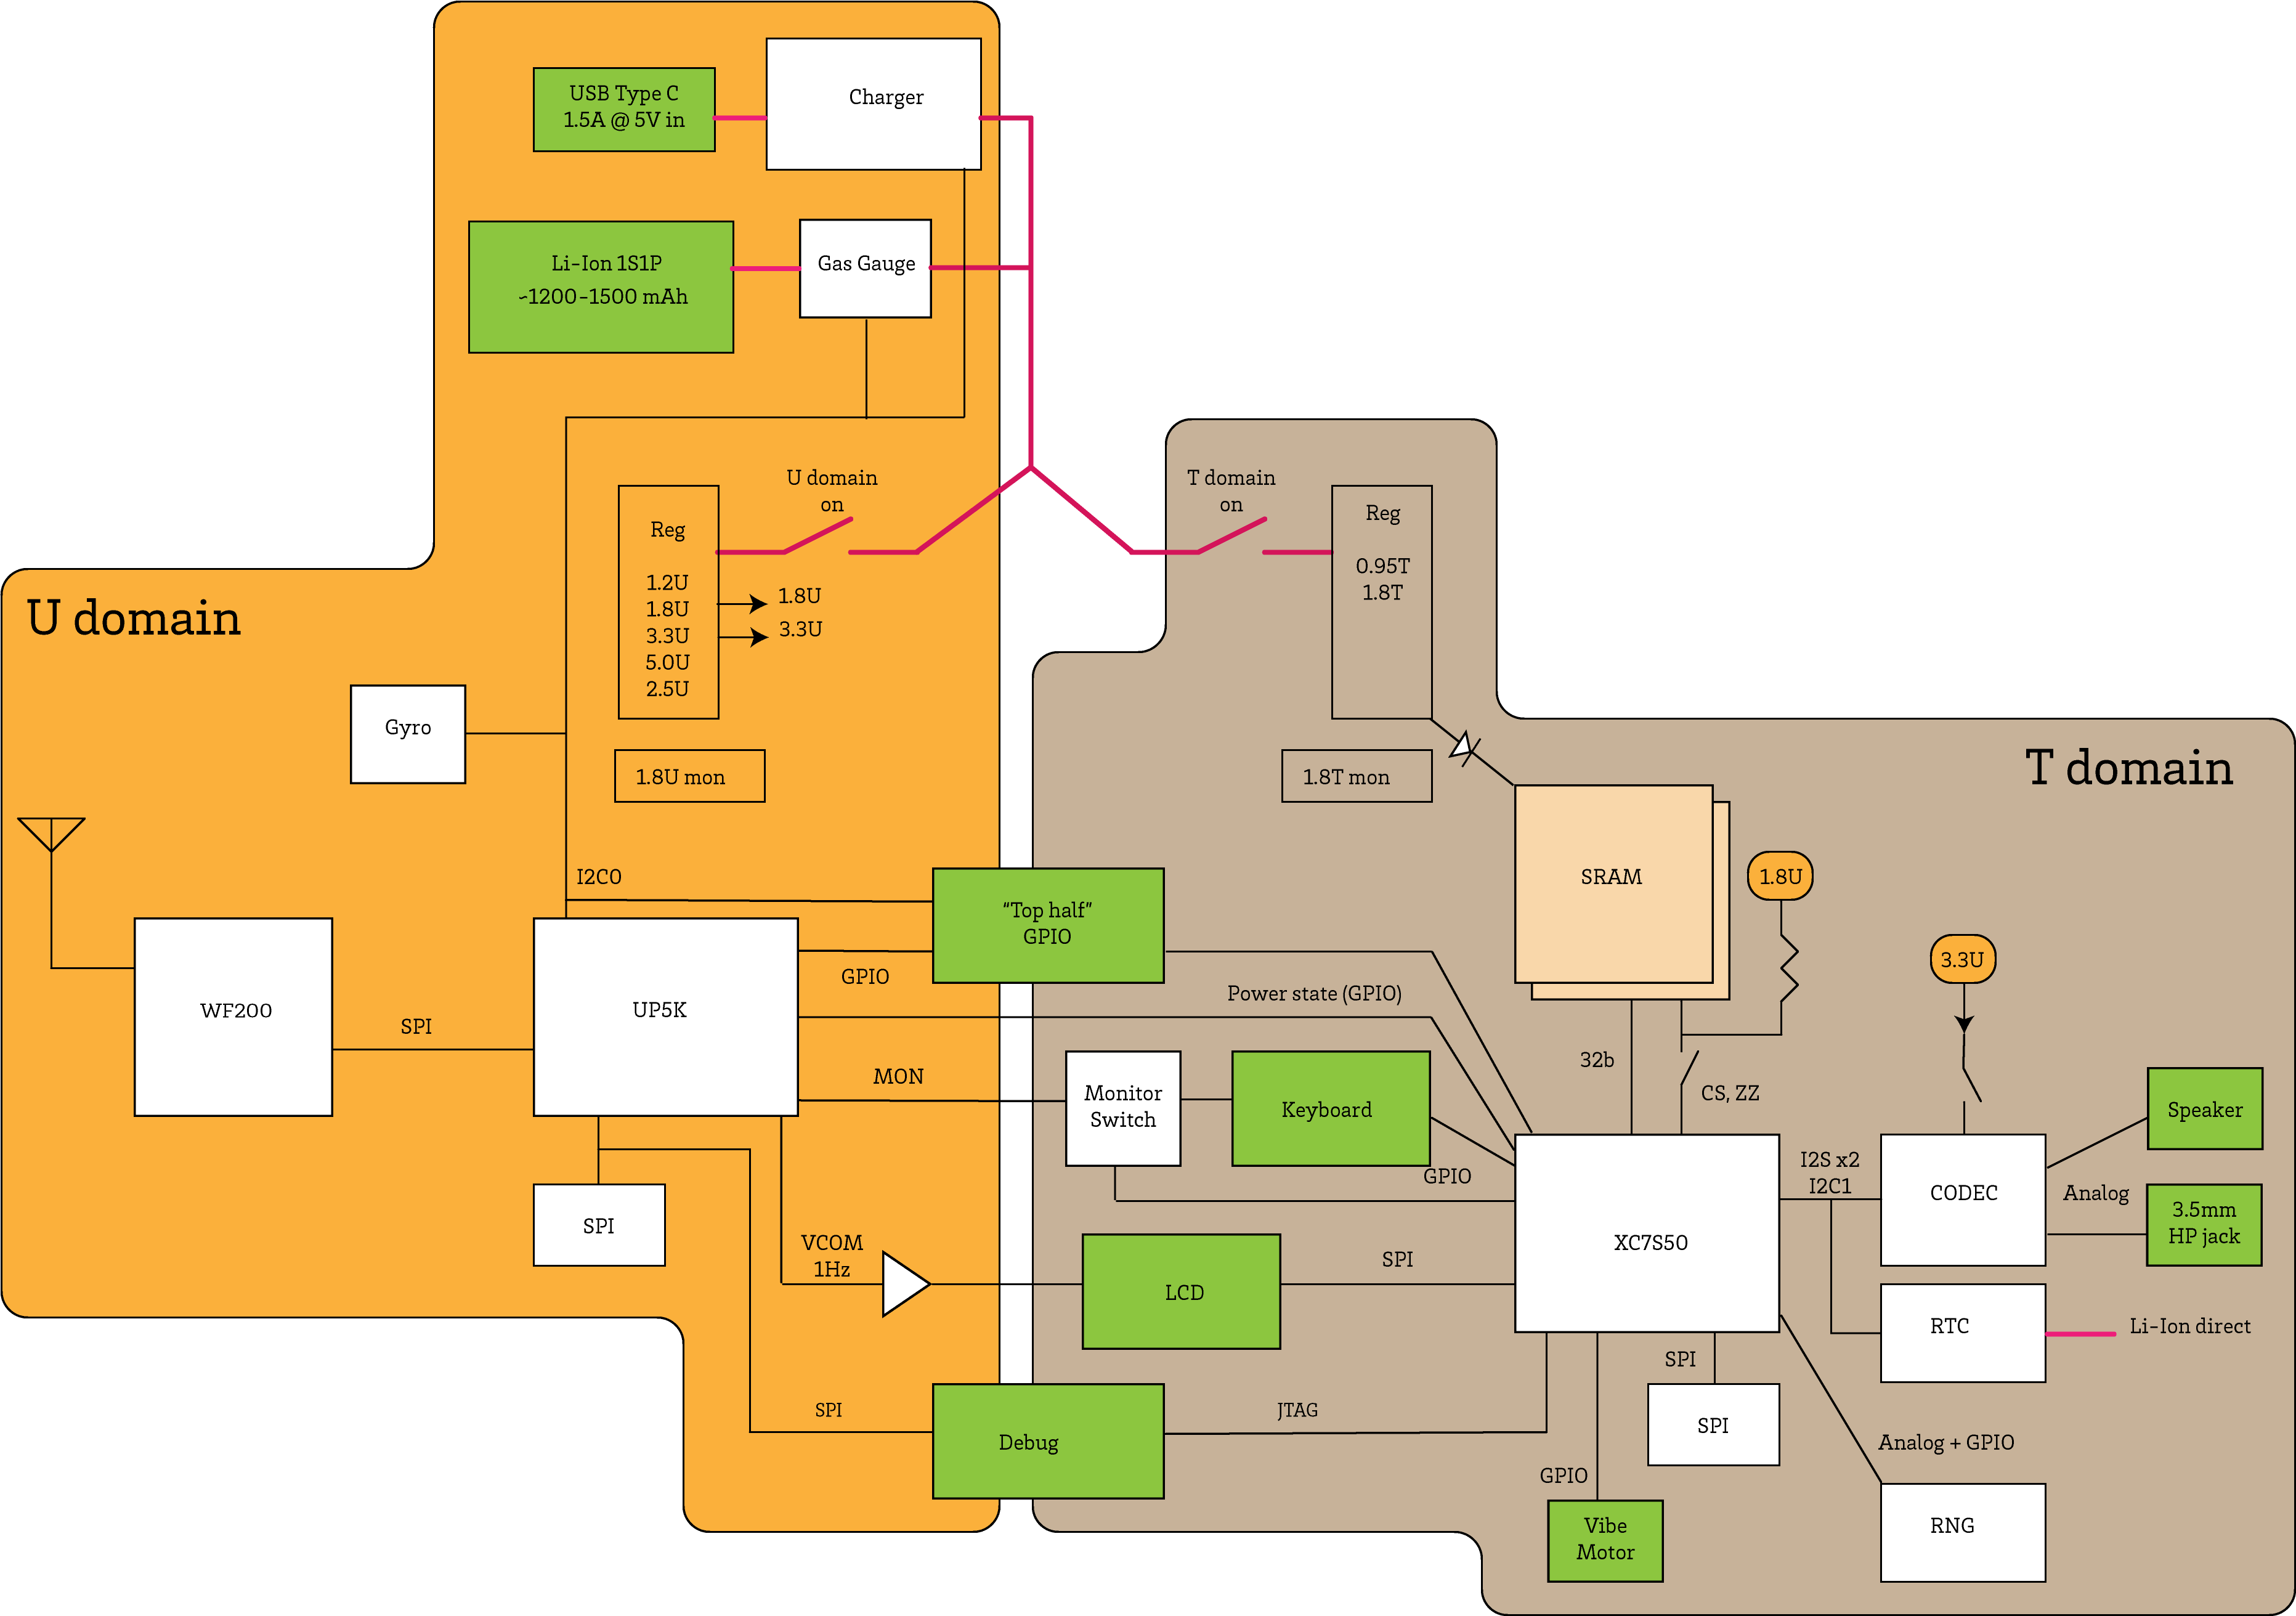 USB Type C
1.5A @ 5V in
Charger
Li-Ion 1S1P
~1200-1500 mAh
Gas Gauge
U domain
on
T domain
on
Reg
1.2U
1.8U
3.3U
5.0U
2.5U
1.8U
3.3U
Reg
0.95T
1.8T
U domain
Gyro
1.8U mon
1.8T mon
T domain
I2C0
"Top half"
GPIO
SRAM
1.8U
3.3U
GPIO
Power state (GPIO)
WF200
SPI
UP5K
MON
Monitor
Switch
Keyboard
GPIO
32b
CS, ZZ
Speaker
I2S x2
I2C1
CODEC
Analog
3.5mm
HP jack
SPI
VCOM
1Hz
LCD
SPI
XC7S50
RTC
Li-Ion direct
SPI
SPI
SPI
Debug
JTAG
GPIO
Analog + GPIO
Vibe
Motor
RNG